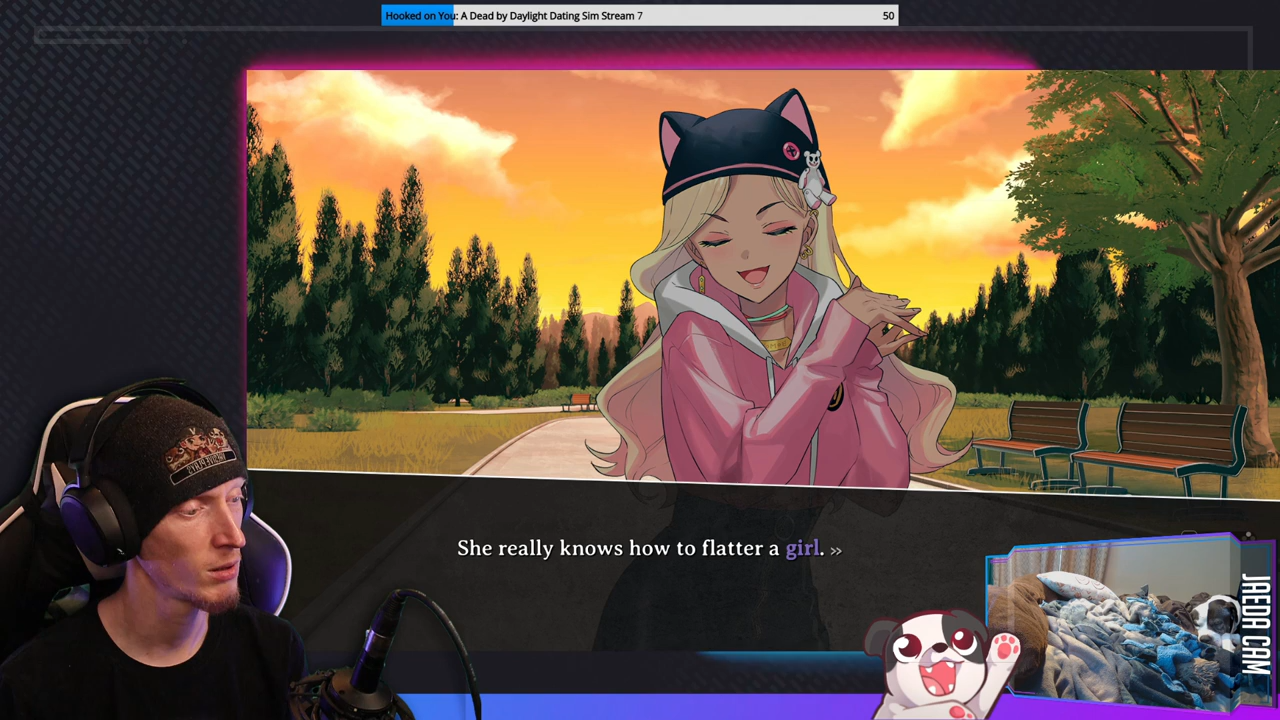 Hooked on You: A Dead by Daylight Dating Sim Stream 7
50
She really knows how to flatter a girl. »
JAEDA CAM